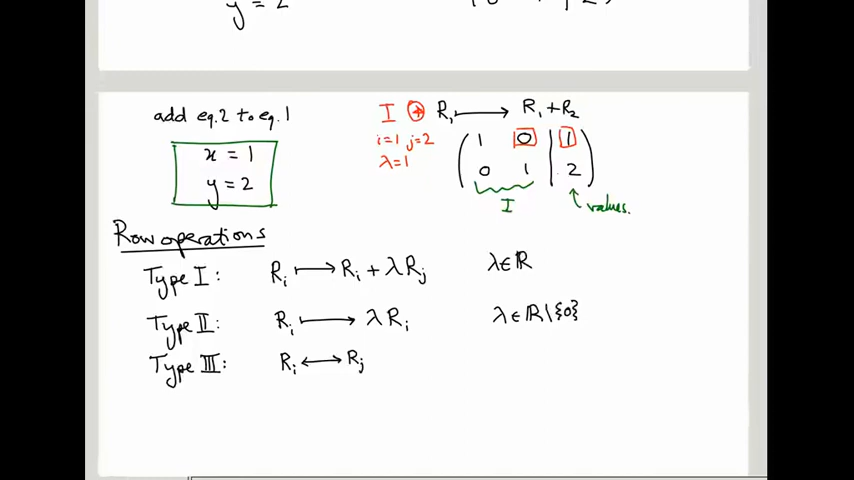 y = 2
add eq.2 to eq.1
x = 1
y = 2
I ⊕ R₁ ⟼ R₁ + R₂
i=1 j=2
λ=1
( 1 0 | 1 )
( 0 1 | 2 )
I
values.
Row operations
Type I: Rᵢ ⟼ Rᵢ + λRⱼ λ∈ℝ
Type II: Rᵢ ⟼ λRᵢ λ∈ℝ\{0}
Type III: Rᵢ ⟷ Rⱼ